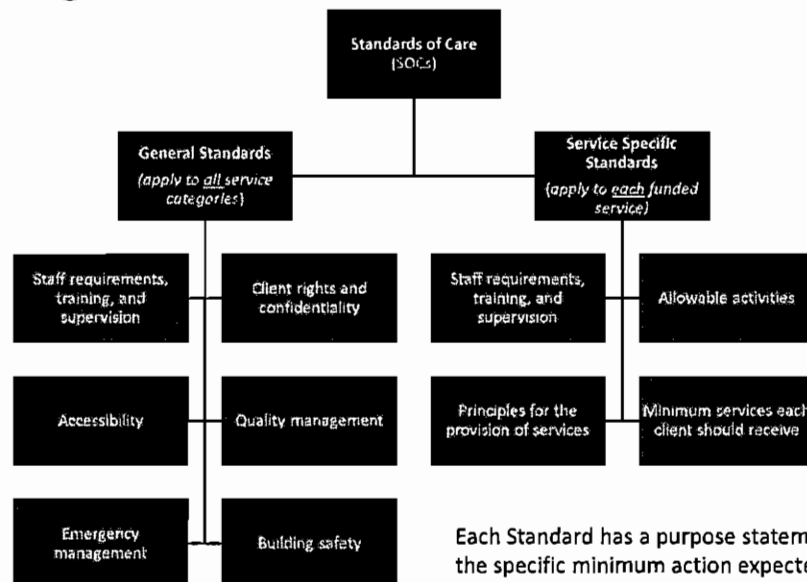 Standards of Care
(SOCs)
General Standards
(apply to all service
categories)
Service Specific
Standards
(apply to each funded
service)
Staff requirements,
training, and
supervision
Client rights and
confidentiality
Staff requirements,
training, and
supervision
Allowable activities
Accessibility
Quality management
Principles for the
provision of services
Minimum services each
client should receive
Emergency
management
Building safety
Each Standard has a purpose
the specific minimum action